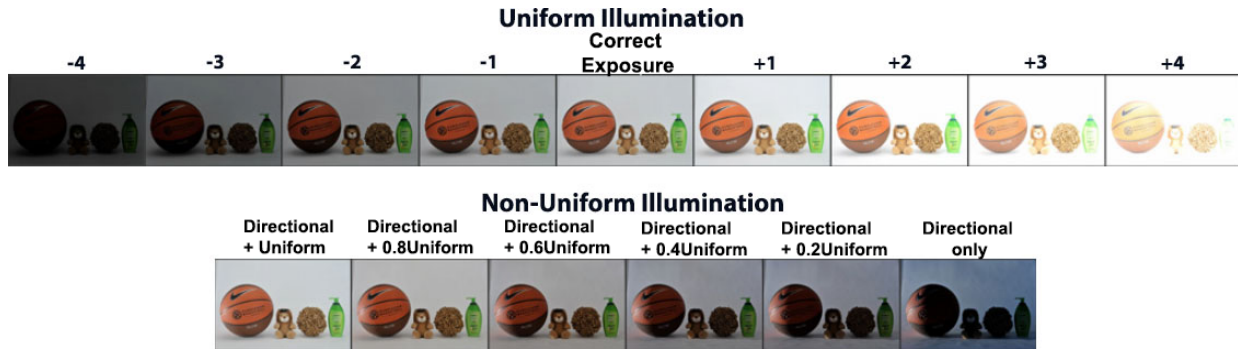 Uniform Illumination
-4 -3 -2 -1 Correct Exposure +1 +2 +3 +4
Non-Uniform Illumination
Directional + Uniform
Directional + 0.8Uniform
Directional + 0.6Uniform
Directional + 0.4Uniform
Directional + 0.2Uniform
Directional only